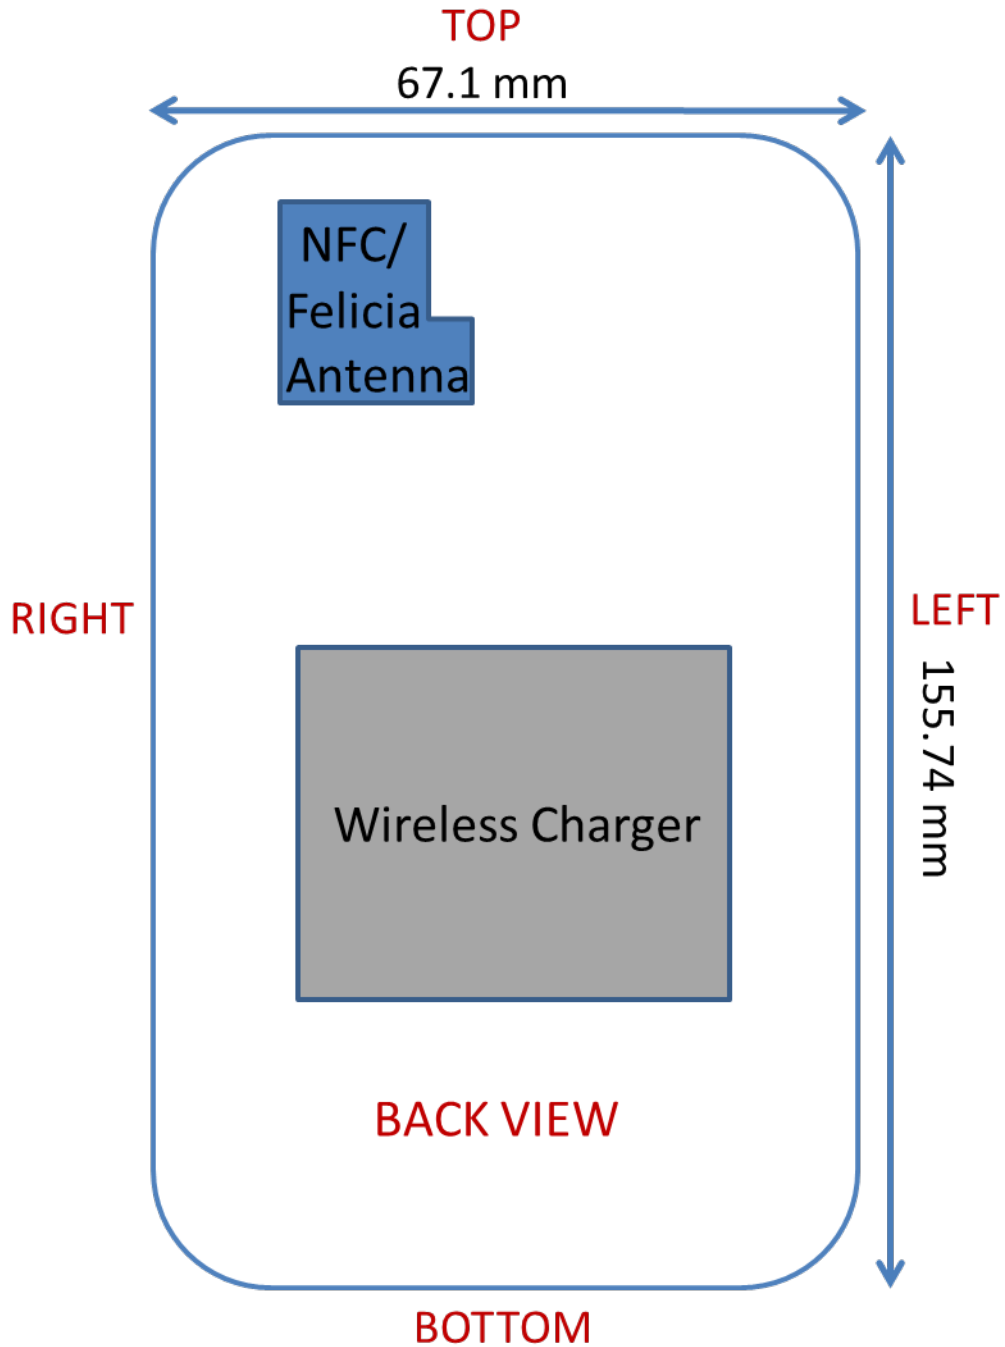 TOP
67.1 mm
NFC/
Felicia
Antenna
RIGHT
LEFT
155.74 mm
Wireless Charger
BACK VIEW
BOTTOM